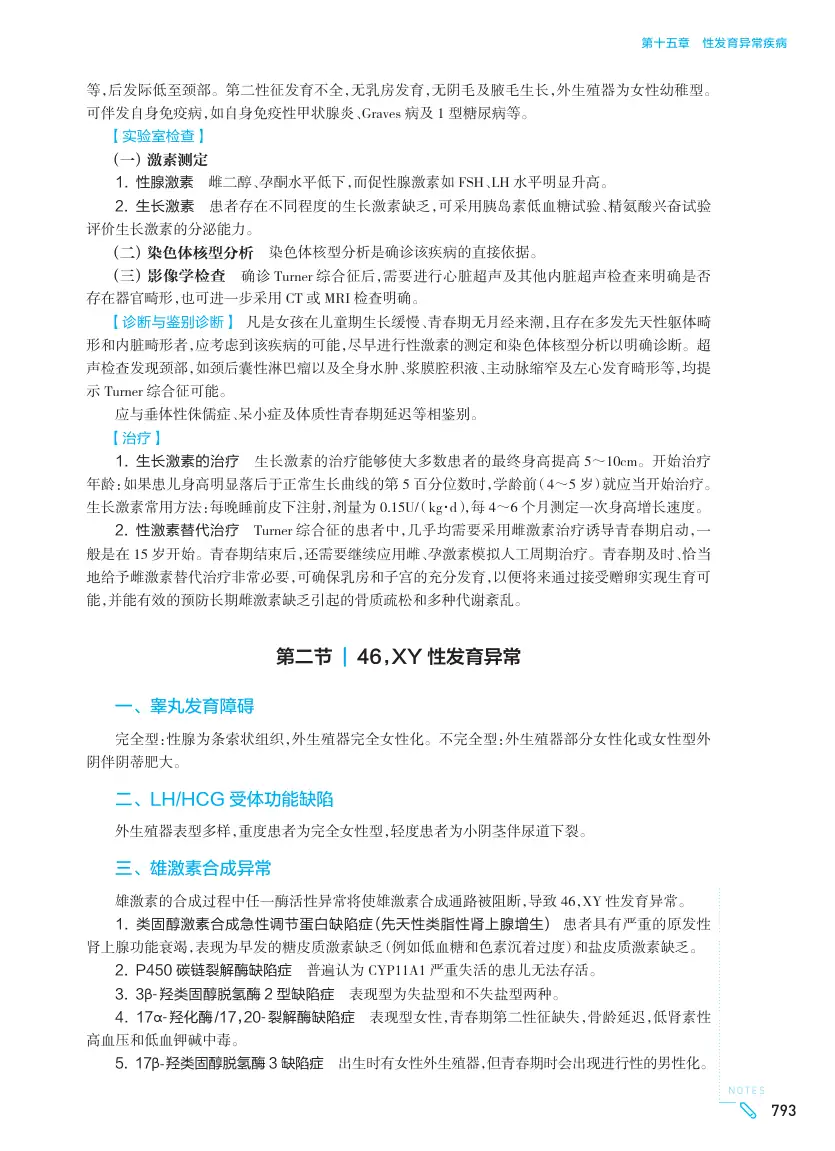 第十五章 性发育异常疾病
等,后发际低至颈部。第二性征发育不全,无乳房发育,无阴毛及腋毛生长,外生殖器为女性幼稚型。
可伴发自身免疫病,如自身免疫性甲状腺炎、Graves 病及 1 型糖尿病等。
【实验室检查】
(一)激素测定
1. 性腺激素 雌二醇、孕酮水平低下,而促性腺激素如 FSH、LH 水平明显升高。
2. 生长激素 患者存在不同程度的生长激素缺乏,可采用胰岛素低血糖试验、精氨酸兴奋试验
评价生长激素的分泌能力。
(二)染色体核型分析 染色体核型分析是确诊该疾病的直接依据。
(三)影像学检查 确诊 Turner 综合征后,需要进行心脏超声及其他内脏超声检查来明确是否
存在器官畸形,也可进一步采用 CT 或 MRI 检查明确。
【诊断与鉴别诊断】 凡是女孩在儿童期生长缓慢、青春期无月经来潮,且存在多发先天性躯体畸
形和内脏畸形者,应考虑到该疾病的可能,尽早进行性激素的测定和染色体核型分析以明确诊断。超
声检查发现颈部,如颈后囊性淋巴瘤以及全身水肿、浆膜腔积液、主动脉缩窄及左心发育畸形等,均提
示 Turner 综合征可能。
应与垂体性侏儒症、呆小症及体质性青春期延迟等相鉴别。
【治疗】
1. 生长激素的治疗 生长激素的治疗能够使大多数患者的最终身高提高 5～10cm。开始治疗
年龄:如果患儿身高明显落后于正常生长曲线的第 5 百分位数时,学龄前(4～5 岁)就应当开始治疗。
生长激素常用方法:每晚睡前皮下注射,剂量为 0.15U/(kg·d),每 4～6 个月测定一次身高增长速度。
2. 性激素替代治疗 Turner 综合征的患者中,几乎均需要采用雌激素治疗诱导青春期启动,一
般是在 15 岁开始。青春期结束后,还需要继续应用雌、孕激素模拟人工周期治疗。青春期及时、恰当
地给予雌激素替代治疗非常必要,可确保乳房和子宫的充分发育,以便将来通过接受赠卵实现生育可
能,并能有效的预防长期雌激素缺乏引起的骨质疏松和多种代谢紊乱。
第二节 | 46,XY 性发育异常
一、睾丸发育障碍
完全型:性腺为条索状组织,外生殖器完全女性化。不完全型:外生殖器部分女性化或女性型外
阴伴阴蒂肥大。
二、LH/HCG 受体功能缺陷
外生殖器表型多样,重度患者为完全女性型,轻度患者为小阴茎伴尿道下裂。
三、雄激素合成异常
雄激素的合成过程中任一酶活性异常将使雄激素合成通路被阻断,导致 46,XY 性发育异常。
1. 类固醇激素合成急性调节蛋白缺陷症(先天性类脂性肾上腺增生) 患者具有严重的原发性
肾上腺功能衰竭,表现为早发的糖皮质激素缺乏(例如低血糖和色素沉着过度)和盐皮质激素缺乏。
2. P450 碳链裂解酶缺陷症 普遍认为 CYP11A1 严重失活的患儿无法存活。
3. 3β-羟类固醇脱氢酶 2 型缺陷症 表现型为失盐型和不失盐型两种。
4. 17α-羟化酶/17,20-裂解酶缺陷症 表现型女性,青春期第二性征缺失,骨龄延迟,低肾素性
高血压和低血钾碱中毒。
5. 17β-羟类固醇脱氢酶 3 缺陷症 出生时有女性外生殖器,但青春期时会出现进行性的男性化。
NOTES
793